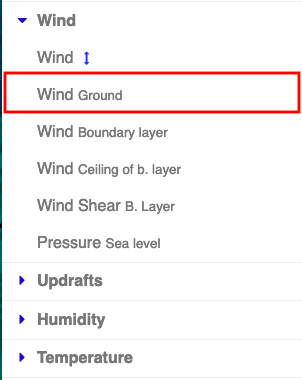 Wind
Wind
Wind Ground
Wind Boundary layer
Wind Ceiling of b. layer
Wind Shear B. Layer
Pressure Sea level
Updrafts
Humidity
Temperature